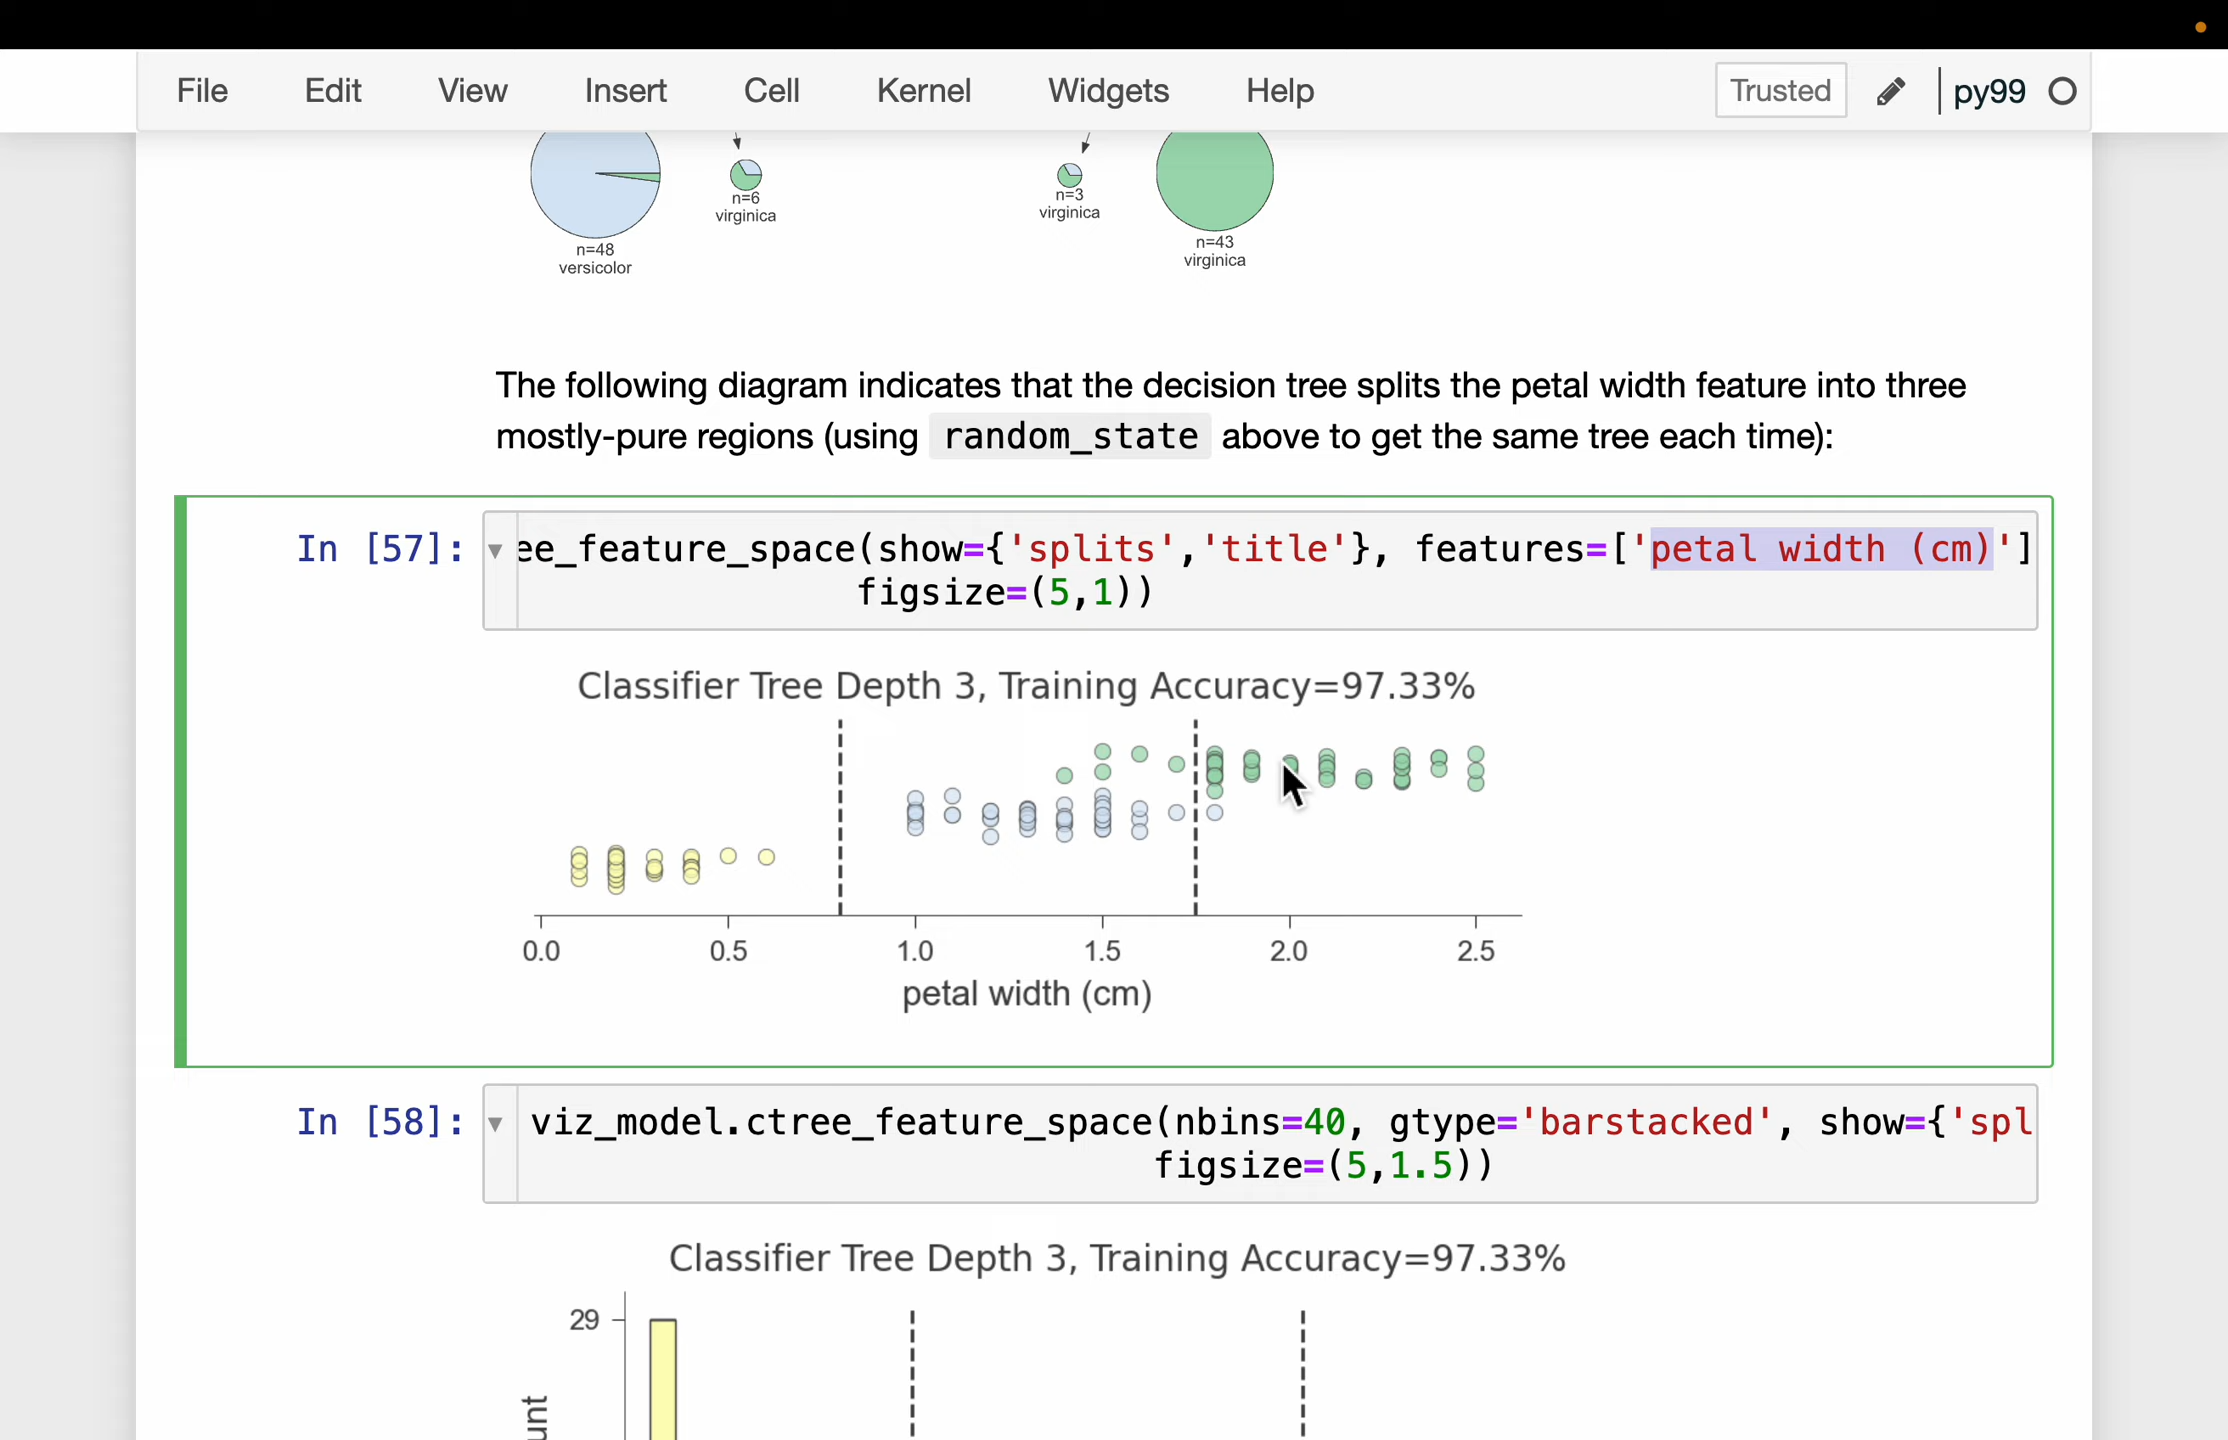 File Edit View Insert Cell Kernel Widgets Help Trusted py99
n=6
virginica
n=3
virginica
n=48
versicolor
n=43
virginica
The following diagram indicates that the decision tree splits the petal width feature into three
mostly-pure regions (using random_state above to get the same tree each time):
In [57]: ee_feature_space(show={'splits','title'}, features=['petal width (cm)']
figsize=(5,1))
Classifier Tree Depth 3, Training Accuracy=97.33%
0.0 0.5 1.0 1.5 2.0 2.5
petal width (cm)
In [58]: viz_model.ctree_feature_space(nbins=40, gtype='barstacked', show={'spl
figsize=(5,1.5))
Classifier Tree Depth 3, Training Accuracy=97.33%
29
unt